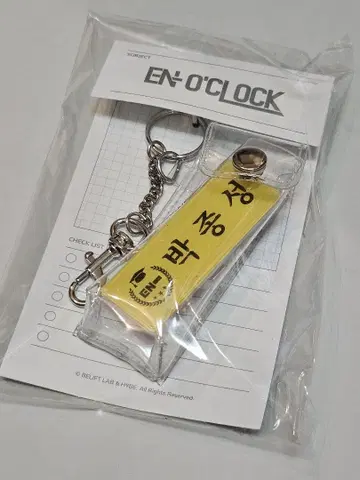 SUBJECT
EN- O'CLOCK
박종성
EN-
CHECK LIST
© BELIFT LAB & HYBE. All Rights Reserved.